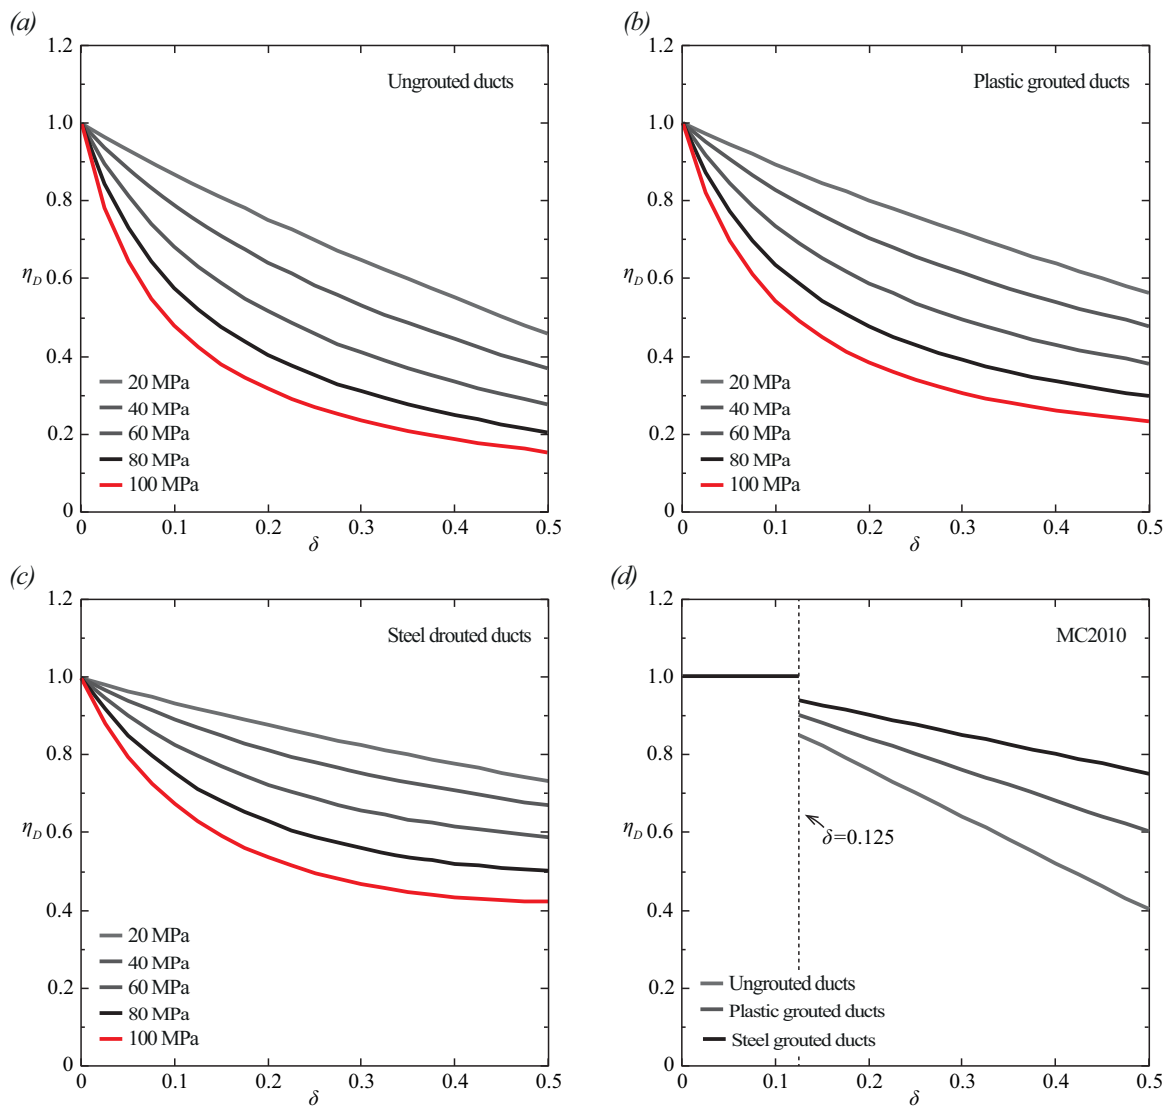 (a)
1.2
Ungrouted ducts
1.0
0.8
η_D
0.6
0.4
20 MPa
40 MPa
60 MPa
0.2
80 MPa
100 MPa
0
0 0.1 0.2 0.3 0.4 0.5
δ
(b)
1.2
Plastic grouted ducts
1.0
0.8
η_D
0.6
0.4
20 MPa
40 MPa
60 MPa
0.2
80 MPa
100 MPa
0
0 0.1 0.2 0.3 0.4 0.5
δ
(c)
1.2
Steel drouted ducts
1.0
0.8
η_D
0.6
0.4
20 MPa
40 MPa
0.2
60 MPa
80 MPa
100 MPa
0
0 0.1 0.2 0.3 0.4 0.5
δ
(d)
1.2
MC2010
1.0
0.8
η_D
0.6
δ=0.125
0.4
0.2
Ungrouted ducts
Plastic grouted ducts
Steel grouted ducts
0
0 0.1 0.2 0.3 0.4 0.5
δ